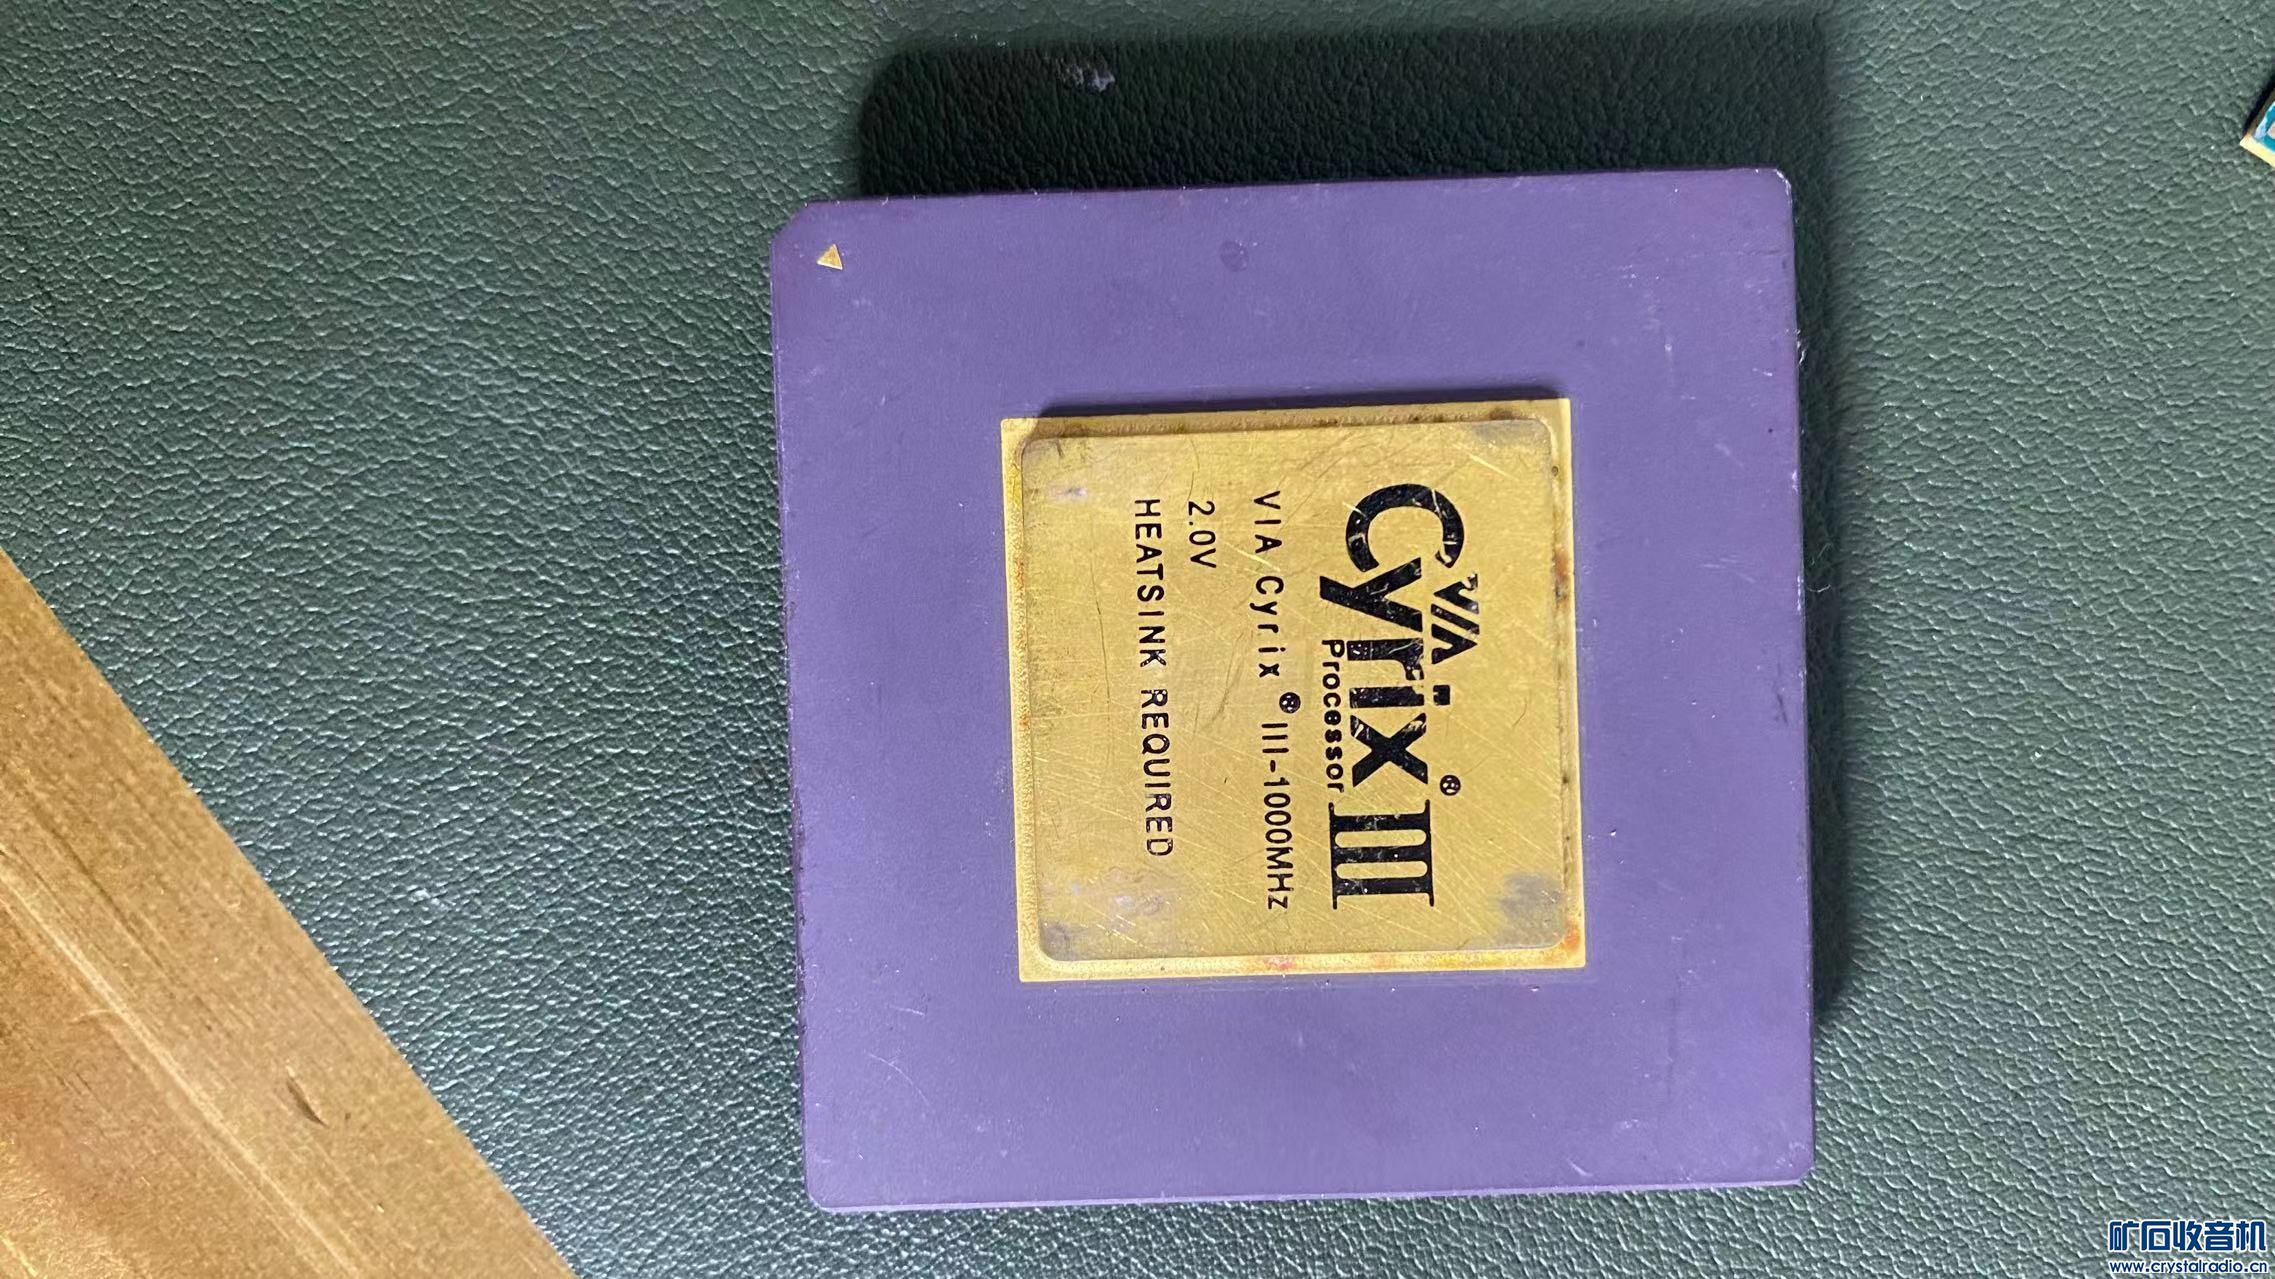 VIA
Cyrix® III
Processor
VIA Cyrix® III-1000MHz
2.0V
HEATSINK REQUIRED
矿石收音机
www.crystalradio.cn